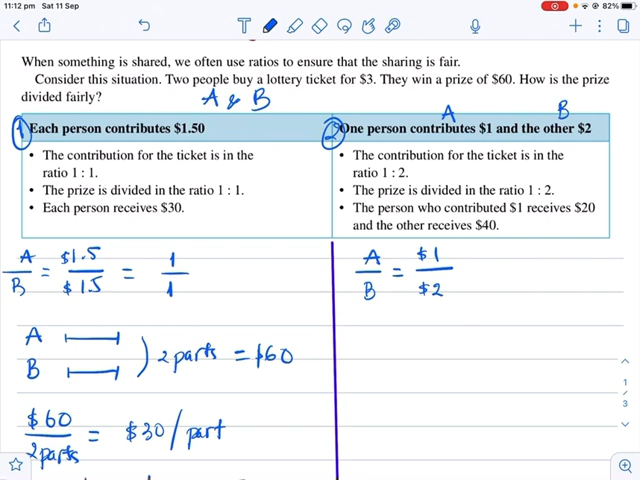 11:12 pm Sat 11 Sep
82%
When something is shared, we often use ratios to ensure that the sharing is fair.
Consider this situation. Two people buy a lottery ticket for $3. They win a prize of $60. How is the prize
divided fairly?
A & B
A
B
1 Each person contributes $1.50
2 One person contributes $1 and the other $2
• The contribution for the ticket is in the
ratio 1 : 1.
• The prize is divided in the ratio 1 : 1.
• Each person receives $30.
• The contribution for the ticket is in the
ratio 1 : 2.
• The prize is divided in the ratio 1 : 2.
• The person who contributed $1 receives $20
and the other receives $40.
A/B = $1.5/$1.5 = 1/1
A
B
) 2 parts = $60
$60/2 parts = $30 / part
A/B = $1/$2
1
/
3